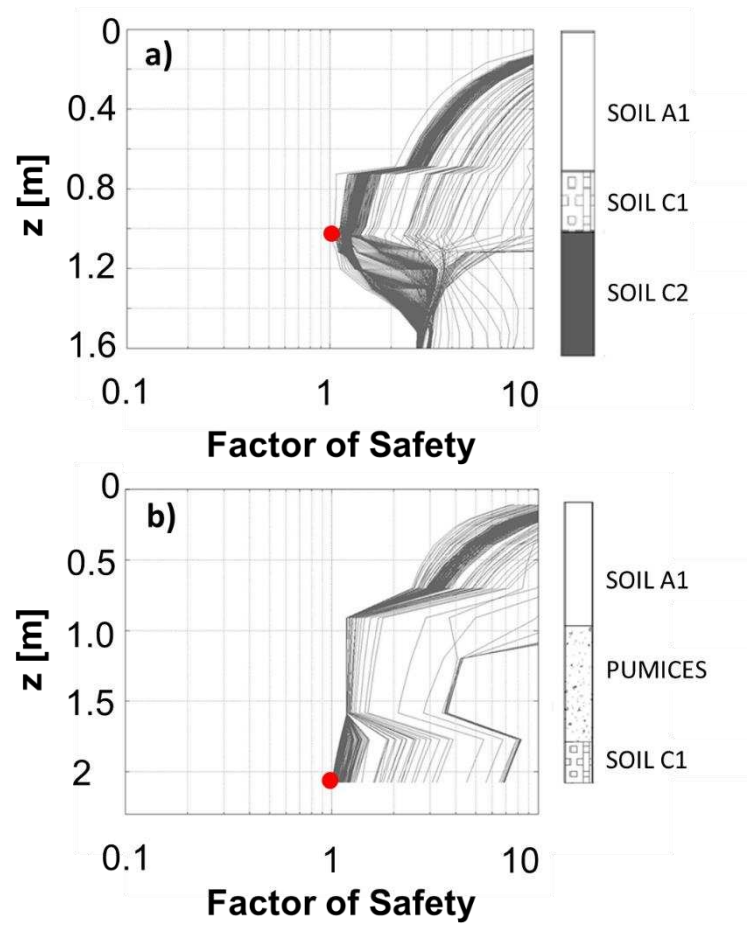 0
a)
0.4
SOIL A1
0.8
z [m]
SOIL C1
1.2
SOIL C2
1.6
0.1 1 10
Factor of Safety
0
b)
0.5
SOIL A1
1.0
z [m]
PUMICES
1.5
SOIL C1
2
0.1 1 10
Factor of Safety